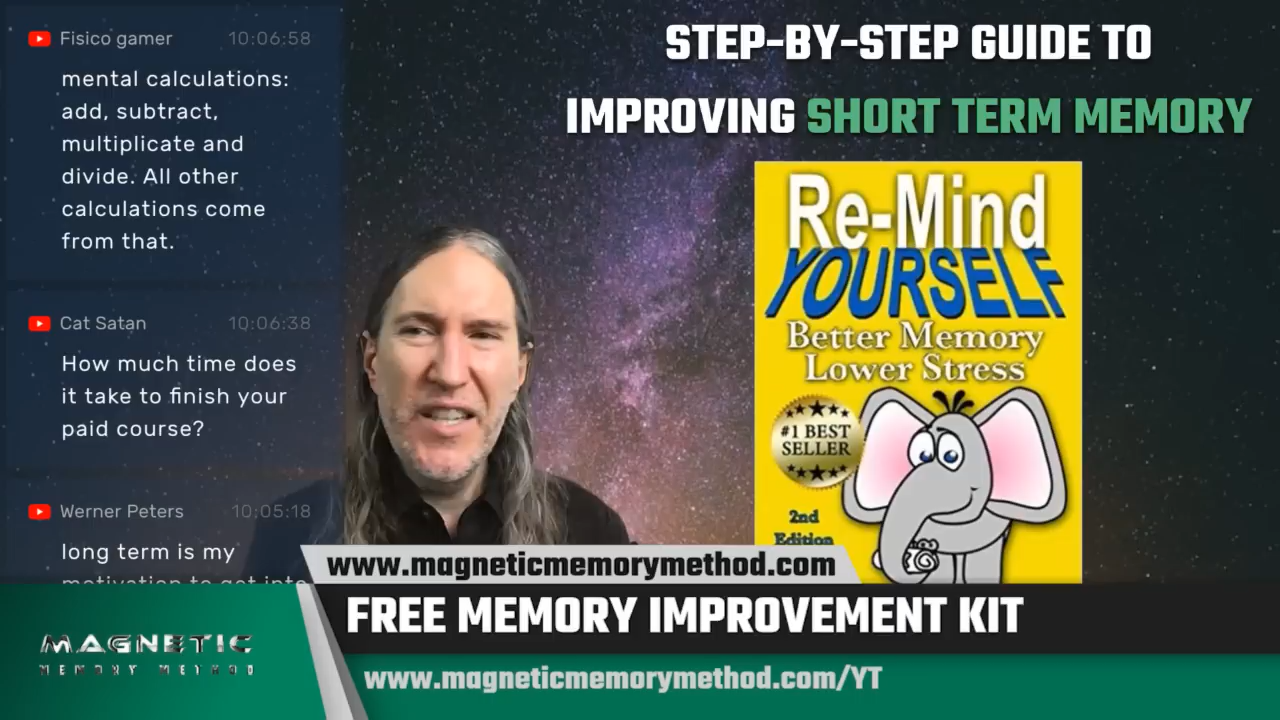 Fisico gamer 10:06:58
mental calculations:
add, subtract,
multiplicate and
divide. All other
calculations come
from that.
Cat Satan 10:06:38
How much time does
it take to finish your
paid course?
Werner Peters 10:05:18
long term is my
motivation to get into
STEP-BY-STEP GUIDE TO
IMPROVING SHORT TERM MEMORY
Re-Mind
YOURSELF
Better Memory
Lower Stress
#1 BEST
SELLER
2nd
Edition
www.magneticmemorymethod.com
FREE MEMORY IMPROVEMENT KIT
www.magneticmemorymethod.com/YT
MAGNETIC
MEMORY METHOD